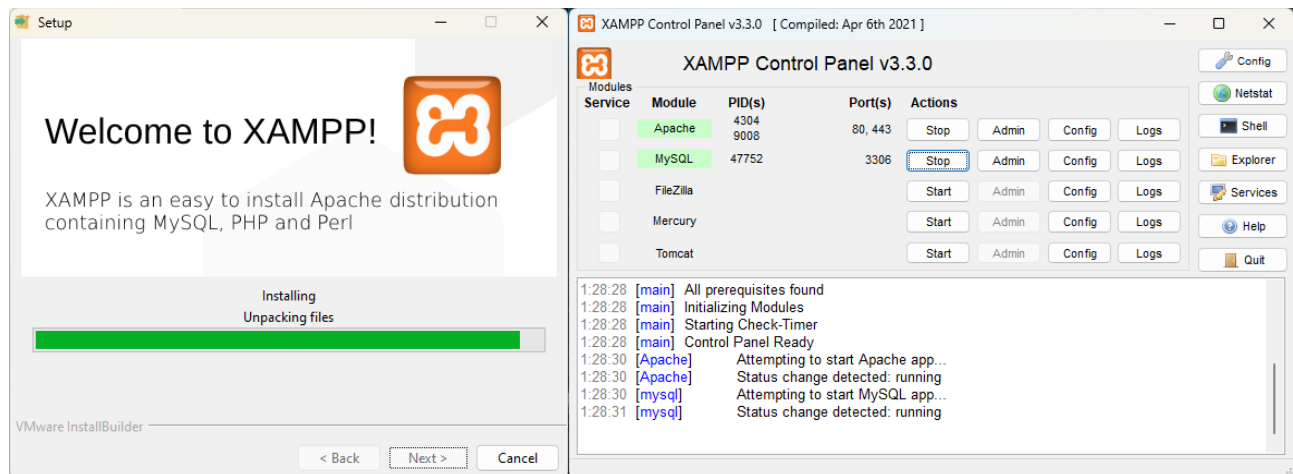 Setup
Welcome to XAMPP!
XAMPP is an easy to install Apache distribution
containing MySQL, PHP and Perl
Installing
Unpacking files
VMware InstallBuilder
< Back Next > Cancel
XAMPP Control Panel v3.3.0 [ Compiled: Apr 6th 2021 ]
XAMPP Control Panel v3.3.0
Modules
Service Module PID(s) Port(s) Actions
Apache 4304 9008 80, 443 Stop Admin Config Logs
MySQL 47752 3306 Stop Admin Config Logs
FileZilla Start Admin Config Logs
Mercury Start Admin Config Logs
Tomcat Start Admin Config Logs
Config
Netstat
Shell
Explorer
Services
Help
Quit
1:28:28 [main] All prerequisites found
1:28:28 [main] Initializing Modules
1:28:28 [main] Starting Check-Timer
1:28:28 [main] Control Panel Ready
1:28:30 [Apache] Attempting to start Apache app...
1:28:30 [Apache] Status change detected: running
1:28:30 [mysql] Attempting to start MySQL app...
1:28:31 [mysql] Status change detected: running